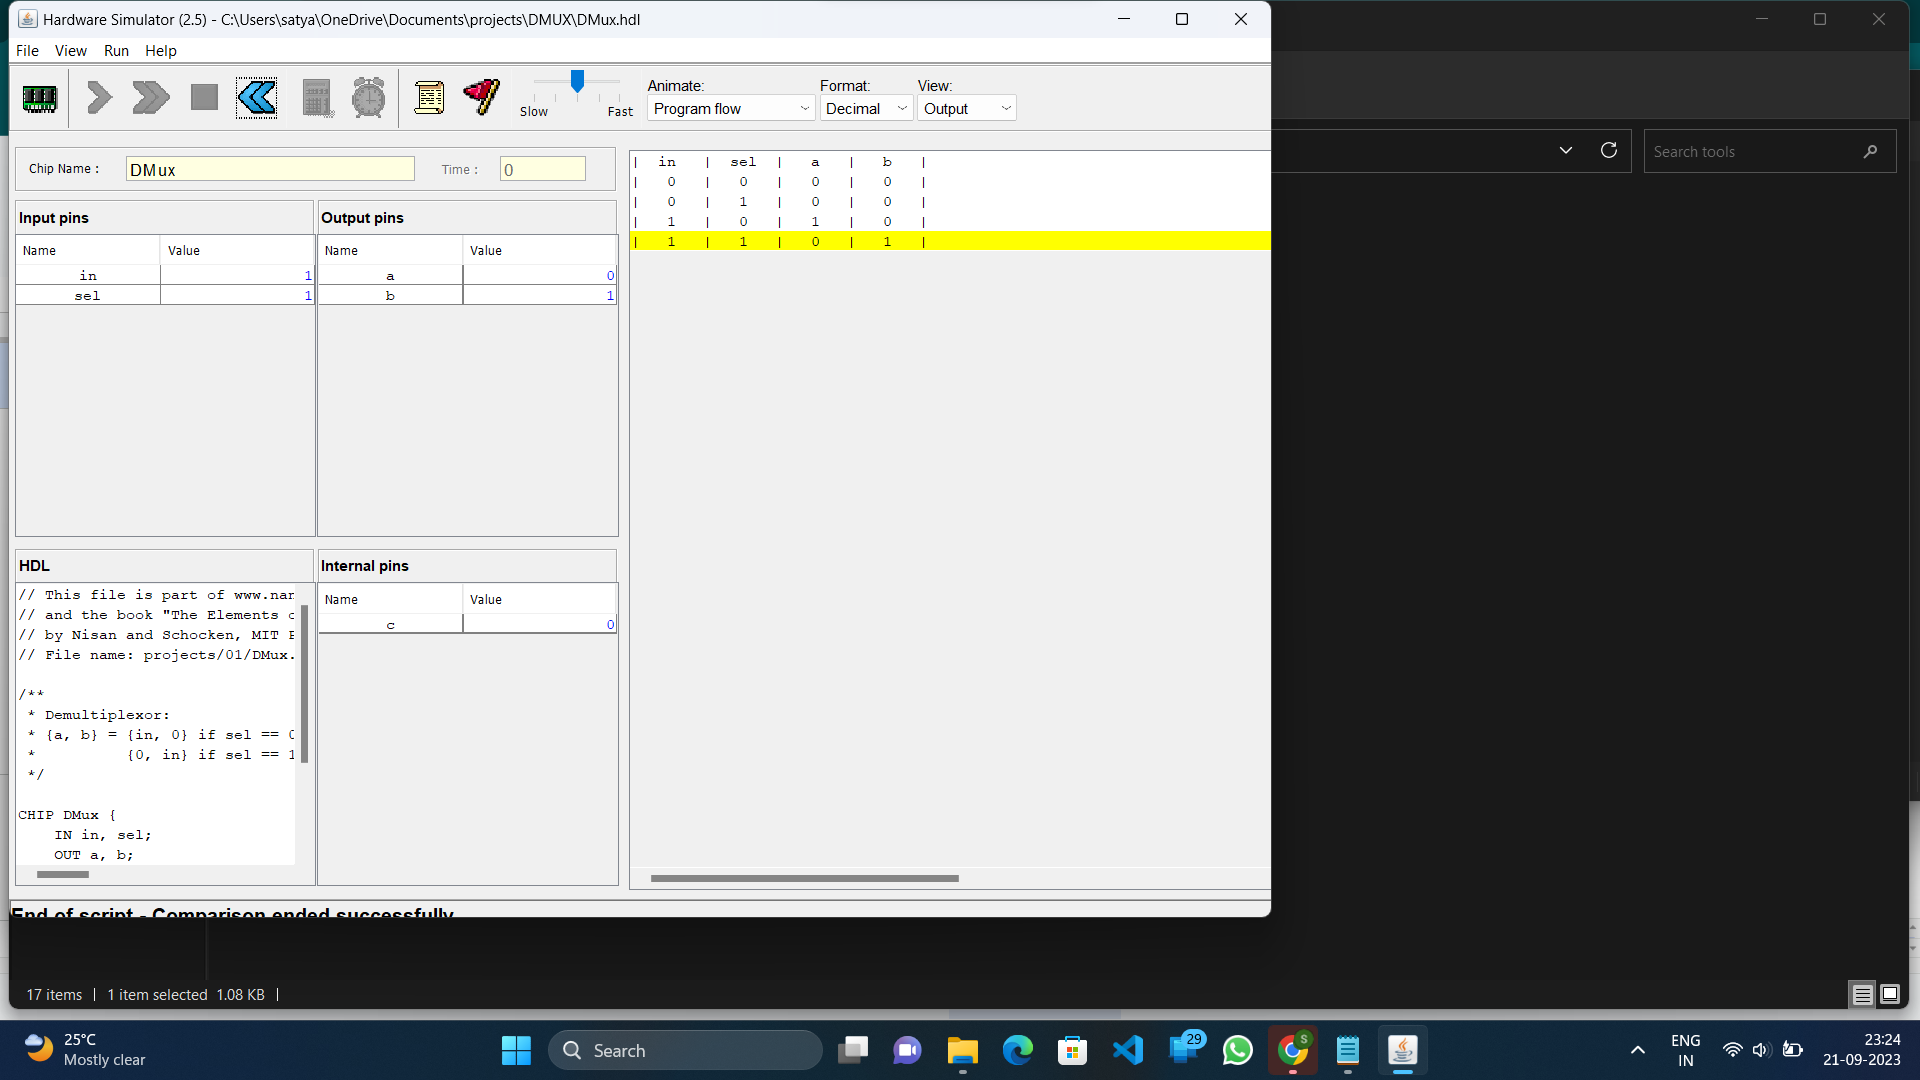 Hardware Simulator (2.5) - C:\Users\satya\OneDrive\Documents\projects\DMUX\DMux.hdl
File View Run Help
Slow Fast
Animate: Format: View:
Program flow Decimal Output
Chip Name : DMux Time : 0
Search tools
| in | sel | a | b |
| 0 | 0 | 0 | 0 |
| 0 | 1 | 0 | 0 |
| 1 | 0 | 1 | 0 |
| 1 | 1 | 0 | 1 |
Input pins
Name Value
in 1
sel 1
Output pins
Name Value
a 0
b 1
HDL
// This file is part of www.nan
// and the book "The Elements o
// by Nisan and Schocken, MIT P
// File name: projects/01/DMux.
/**
* Demultiplexor:
* {a, b} = {in, 0} if sel == 0
* {0, in} if sel == 1
*/
CHIP DMux {
IN in, sel;
OUT a, b;
Internal pins
Name Value
c 0
End of script - Comparison ended successfully
17 items | 1 item selected 1.08 KB |
25°C
Mostly clear
Search
29
S
ENG
IN
23:24
21-09-2023